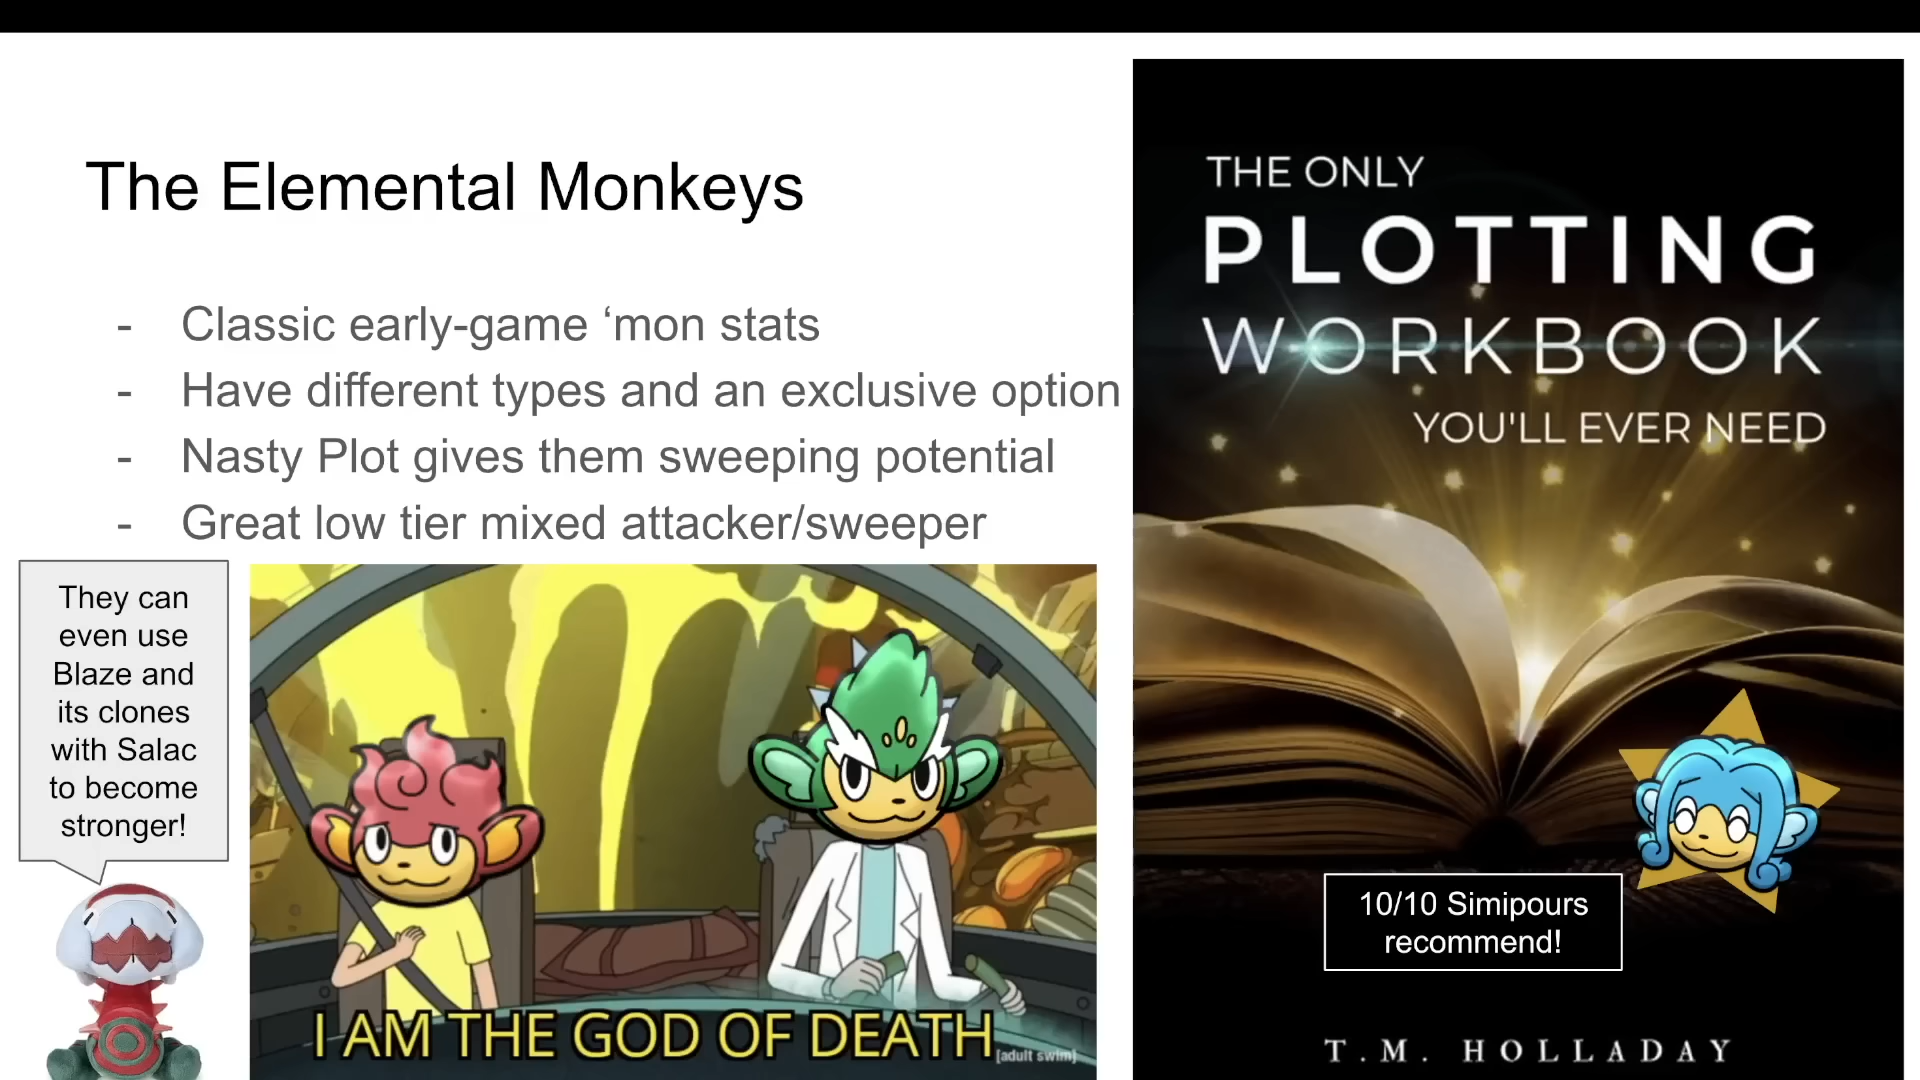 The Elemental Monkeys
- Classic early-game ‘mon stats
- Have different types and an exclusive option
- Nasty Plot gives them sweeping potential
- Great low tier mixed attacker/sweeper
They can
even use
Blaze and
its clones
with Salac
to become
stronger!
I AM THE GOD OF DEATH
[adult swim]
THE ONLY
PLOTTING
WORKBOOK
YOU'LL EVER NEED
10/10 Simipours
recommend!
T.M. HOLLADAY